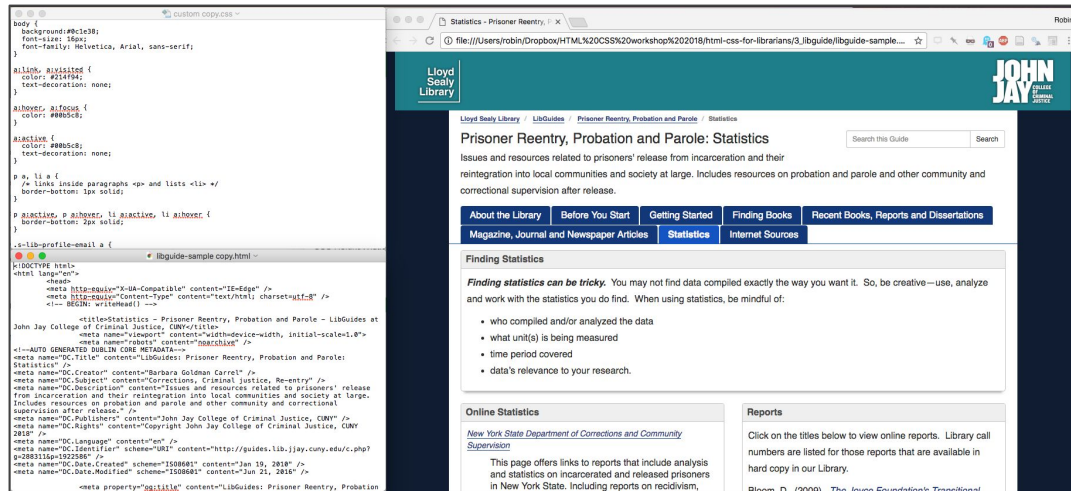 custom copy.css
body {
background:#0c1e38;
font-size: 16px;
font-family: Helvetica, Arial, sans-serif;
}
a:link, a:visited {
color: #214f94;
text-decoration: none;
}
a:hover, a:focus {
color: #00b5c8;
}
a:active {
color: #00b5c8;
text-decoration: none;
}
p a, li a {
/* links inside paragraphs <p> and lists <li> */
border-bottom: 1px solid;
}
p a:active, p a:hover, li a:active, li a:hover {
border-bottom: 2px solid;
}
.s-lib-profile-email a {
libguide-sample copy.html
<!DOCTYPE html>
<html lang="en">
<head>
<meta http-equiv="X-UA-Compatible" content="IE=Edge" />
<meta http-equiv="Content-Type" content="text/html; charset=utf-8" />
<!-- BEGIN: writeHead() -->
<title>Statistics - Prisoner Reentry, Probation and Parole - LibGuides at
John Jay College of Criminal Justice, CUNY</title>
<meta name="viewport" content="width=device-width, initial-scale=1.0">
<meta name="robots" content="noarchive" />
<!--AUTO GENERATED DUBLIN CORE METADATA-->
<meta name="DC.Title" content="LibGuides: Prisoner Reentry, Probation and Parole:
Statistics" />
<meta name="DC.Creator" content="Barbara Goldman Carrel" />
<meta name="DC.Subject" content="Corrections, Criminal justice, Re-entry" />
<meta name="DC.Description" content="Issues and resources related to prisoners' release
from incarceration and their reintegration into local communities and society at large.
Includes resources on probation and parole and other community and correctional
supervision after release." />
<meta name="DC.Publishers" content="John Jay College of Criminal Justice, CUNY" />
<meta name="DC.Rights" content="Copyright John Jay College of Criminal Justice, CUNY
2018" />
<meta name="DC.Language" content="en" />
<meta name="DC.Identifier" scheme="URI" content="http://guides.lib.jjay.cuny.edu/c.php?
g=288311&p=1922586" />
<meta name="DC.Date.Created" scheme="ISO8601" content="Jan 19, 2010" />
<meta name="DC.Date.Modified" scheme="ISO8601" content="Jun 21, 2016" />
<meta property="og:title" content="LibGuides: Prisoner Reentry, Probation
Statistics - Prisoner Reentry, P
Robin
file:///Users/robin/Dropbox/HTML%20CSS%20workshop%202018/html-css-for-librarians/3_libguide/libguide-sample....
Lloyd
Sealy
Library
JOHN
JAY
COLLEGE
OF
CRIMINAL
JUSTICE
Lloyd Sealy Library / LibGuides / Prisoner Reentry, Probation and Parole / Statistics
Prisoner Reentry, Probation and Parole: Statistics
Search this Guide
Search
Issues and resources related to prisoners' release from incarceration and their
reintegration into local communities and society at large. Includes resources on probation and parole and other community and
correctional supervision after release.
About the Library
Before You Start
Getting Started
Finding Books
Recent Books, Reports and Dissertations
Magazine, Journal and Newspaper Articles
Statistics
Internet Sources
Finding Statistics
Finding statistics can be tricky. You may not find data compiled exactly the way you want it. So, be creative—use, analyze
and work with the statistics you do find. When using statistics, be mindful of:
• who compiled and/or analyzed the data
• what unit(s) is being measured
• time period covered
• data's relevance to your research.
Online Statistics
New York State Department of Corrections and Community
Supervision
This page offers links to reports that include analysis
and statistics on incarcerated and released prisoners
in New York State. Including reports on recidivism,
Reports
Click on the titles below to view online reports. Library call
numbers are listed for those reports that are available in
hard copy in our Library.
Bloom, D. (2009). The Joyce Foundation's Transitional